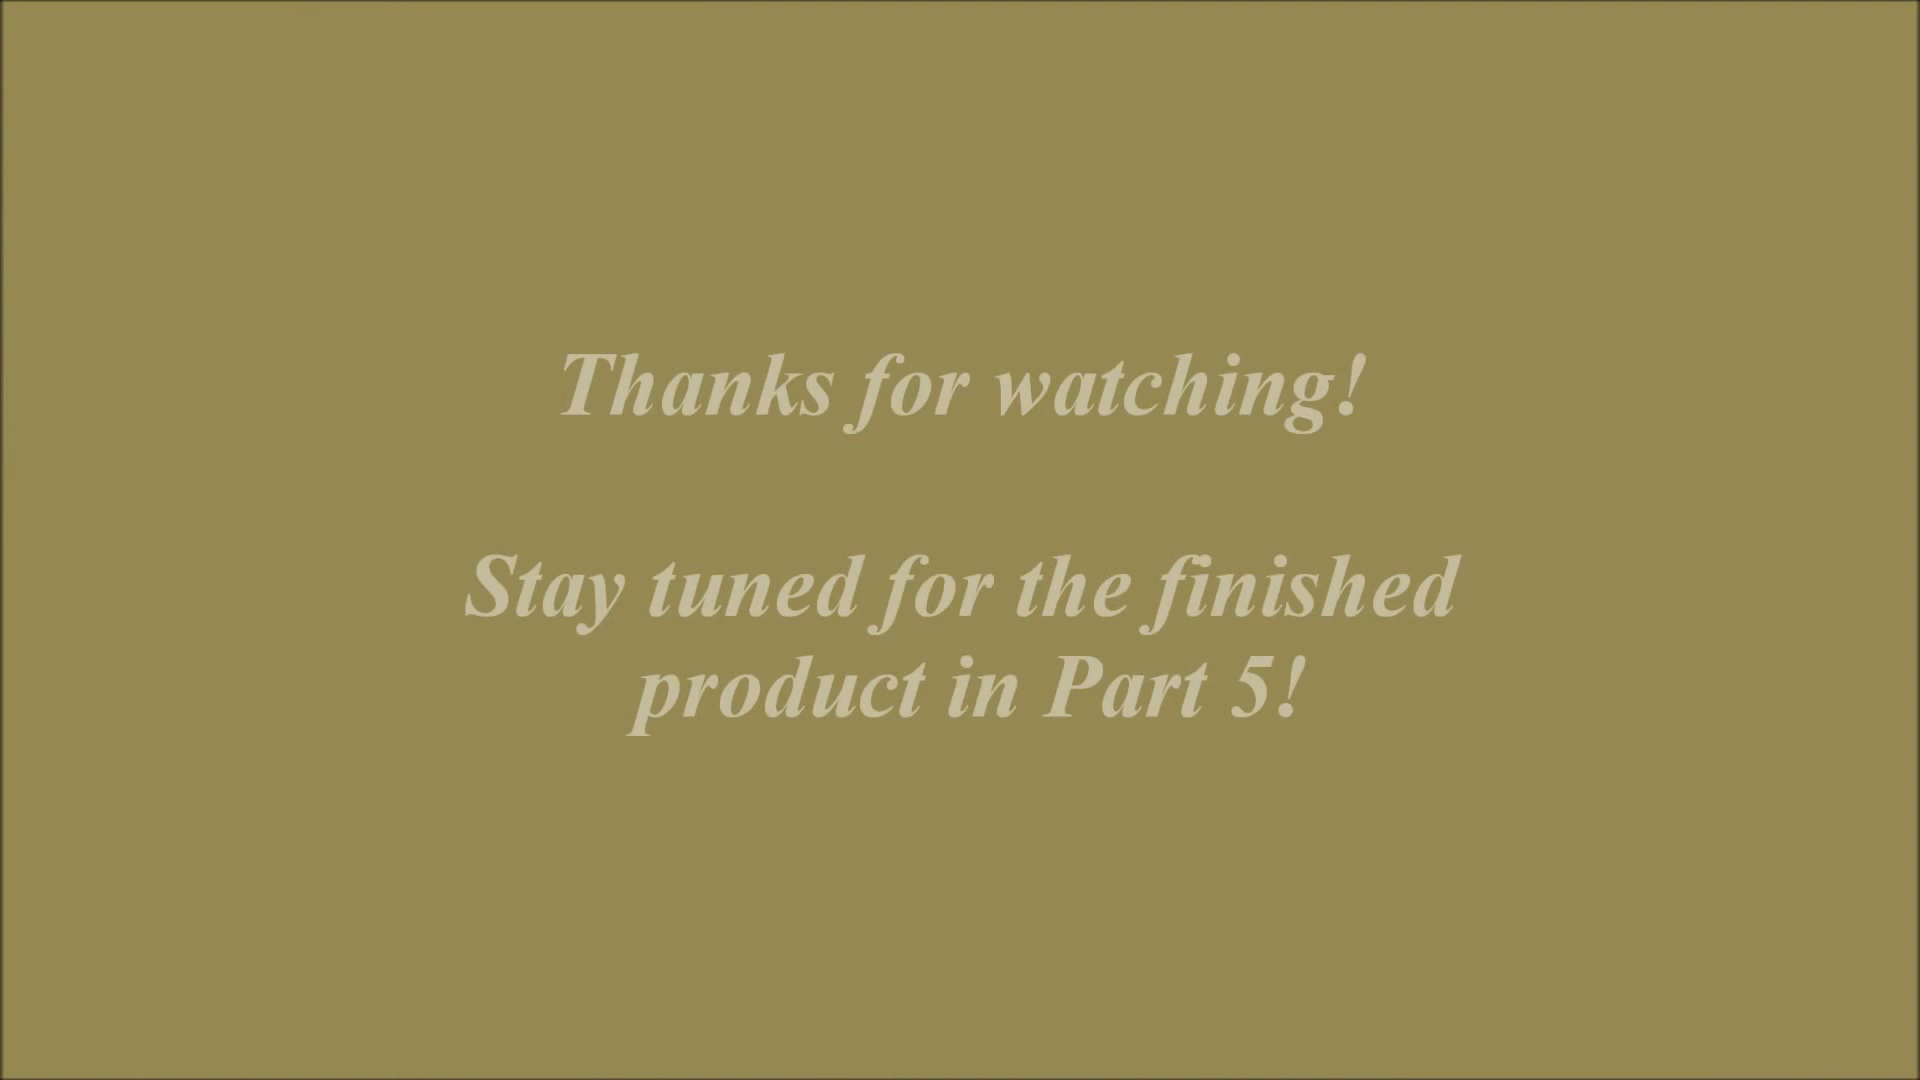 Thanks for watching!
Stay tuned for the finished
product in Part 5!